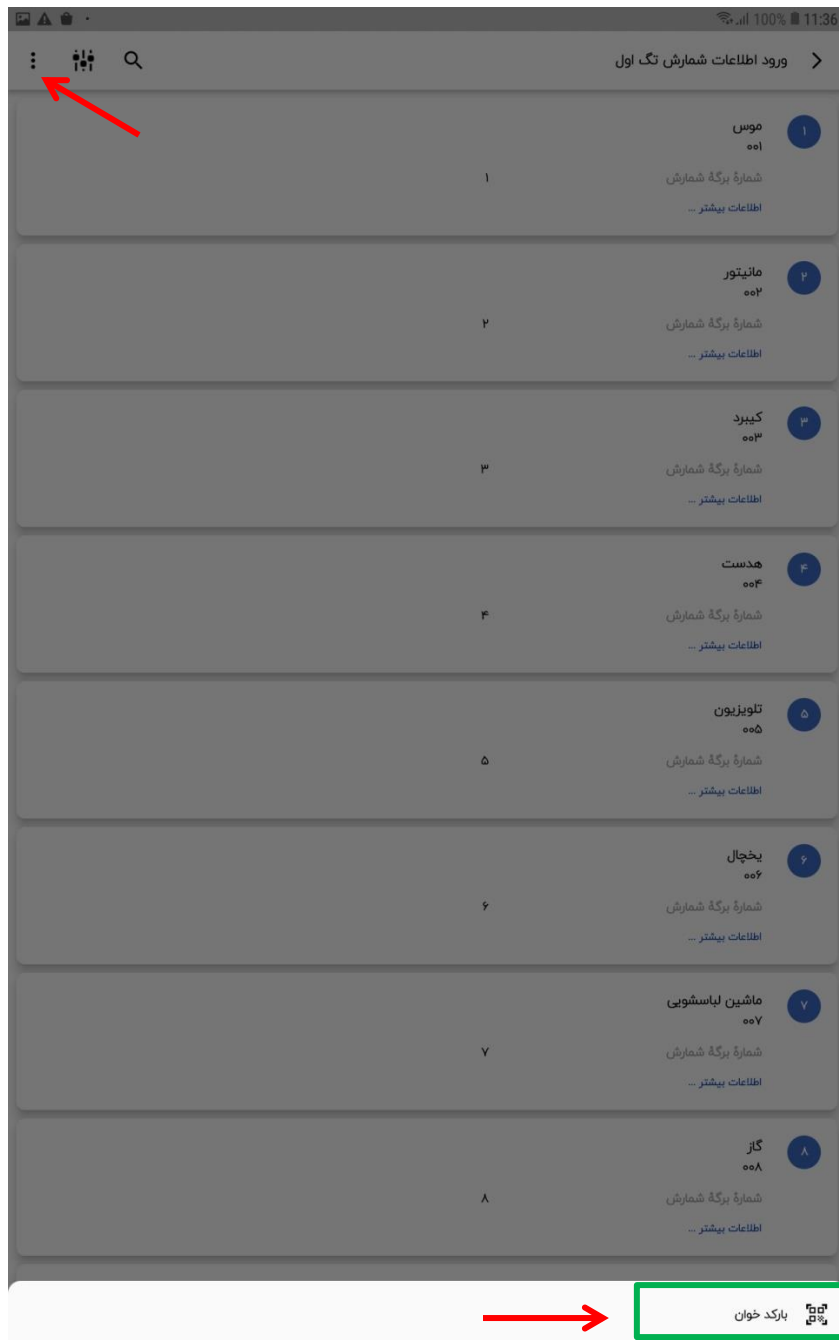 100% 11:36
ورود اطلاعات شمارش تگ اول
۱
موس
۰۰۱
شمارهٔ برگهٔ شمارش ۱
اطلاعات بیشتر ...
۲
مانیتور
۰۰۲
شمارهٔ برگهٔ شمارش ۲
اطلاعات بیشتر ...
۳
کیبرد
۰۰۳
شمارهٔ برگهٔ شمارش ۳
اطلاعات بیشتر ...
۴
هدست
۰۰۴
شمارهٔ برگهٔ شمارش ۴
اطلاعات بیشتر ...
۵
تلویزیون
۰۰۵
شمارهٔ برگهٔ شمارش ۵
اطلاعات بیشتر ...
۶
یخچال
۰۰۶
شمارهٔ برگهٔ شمارش ۶
اطلاعات بیشتر ...
۷
ماشین لباسشویی
۰۰۷
شمارهٔ برگهٔ شمارش ۷
اطلاعات بیشتر ...
۸
گاز
۰۰۸
شمارهٔ برگهٔ شمارش ۸
اطلاعات بیشتر ...
بارکد خوان